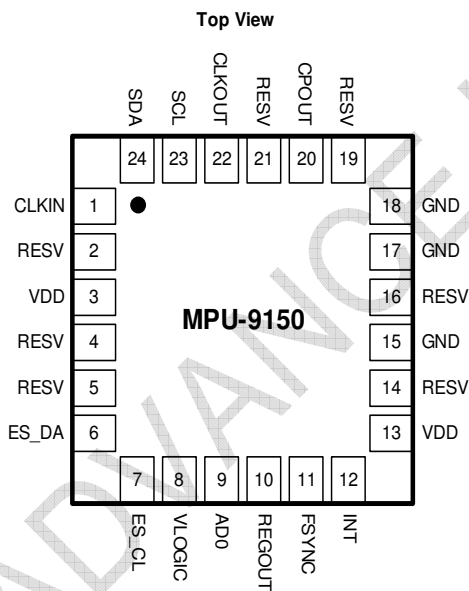 Top View
SDA
SCL
CLKOUT
RESV
CPOUT
RESV
24 23 22 21 20 19
CLKIN 1 18 GND
RESV 2 17 GND
VDD 3 16 RESV
MPU-9150
RESV 4 15 GND
RESV 5 14 RESV
ES_DA 6 13 VDD
7 8 9 10 11 12
ES_CL
VLOGIC
AD0
REGOUT
FSYNC
INT
ADVANCE